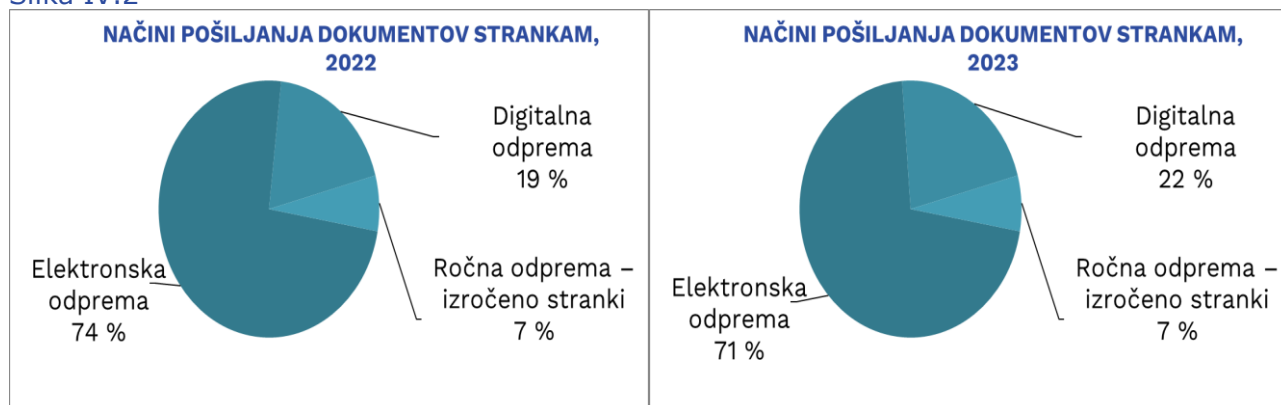 Slika IV.2
NAČINI POŠILJANJA DOKUMENTOV STRANKAM,
2022
Digitalna
odprema
19 %
Elektronska
odprema
74 %
Ročna odprema –
izročeno stranki
7 %
NAČINI POŠILJANJA DOKUMENTOV STRANKAM,
2023
Digitalna
odprema
22 %
Elektronska
odprema
71 %
Ročna odprema –
izročeno stranki
7 %